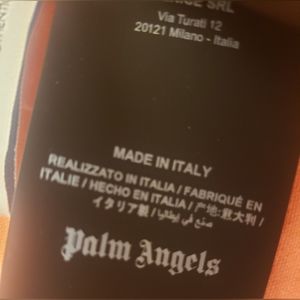 SRL
Via Turati 12
20121 Milano - Italia
MADE IN ITALY
REALIZZATO IN ITALIA / FABRIQUÉ EN
ITALIE / HECHO EN ITALIA / 产地:意大利 /
イタリア製 / صنع في إيطاليا
Palm Angels